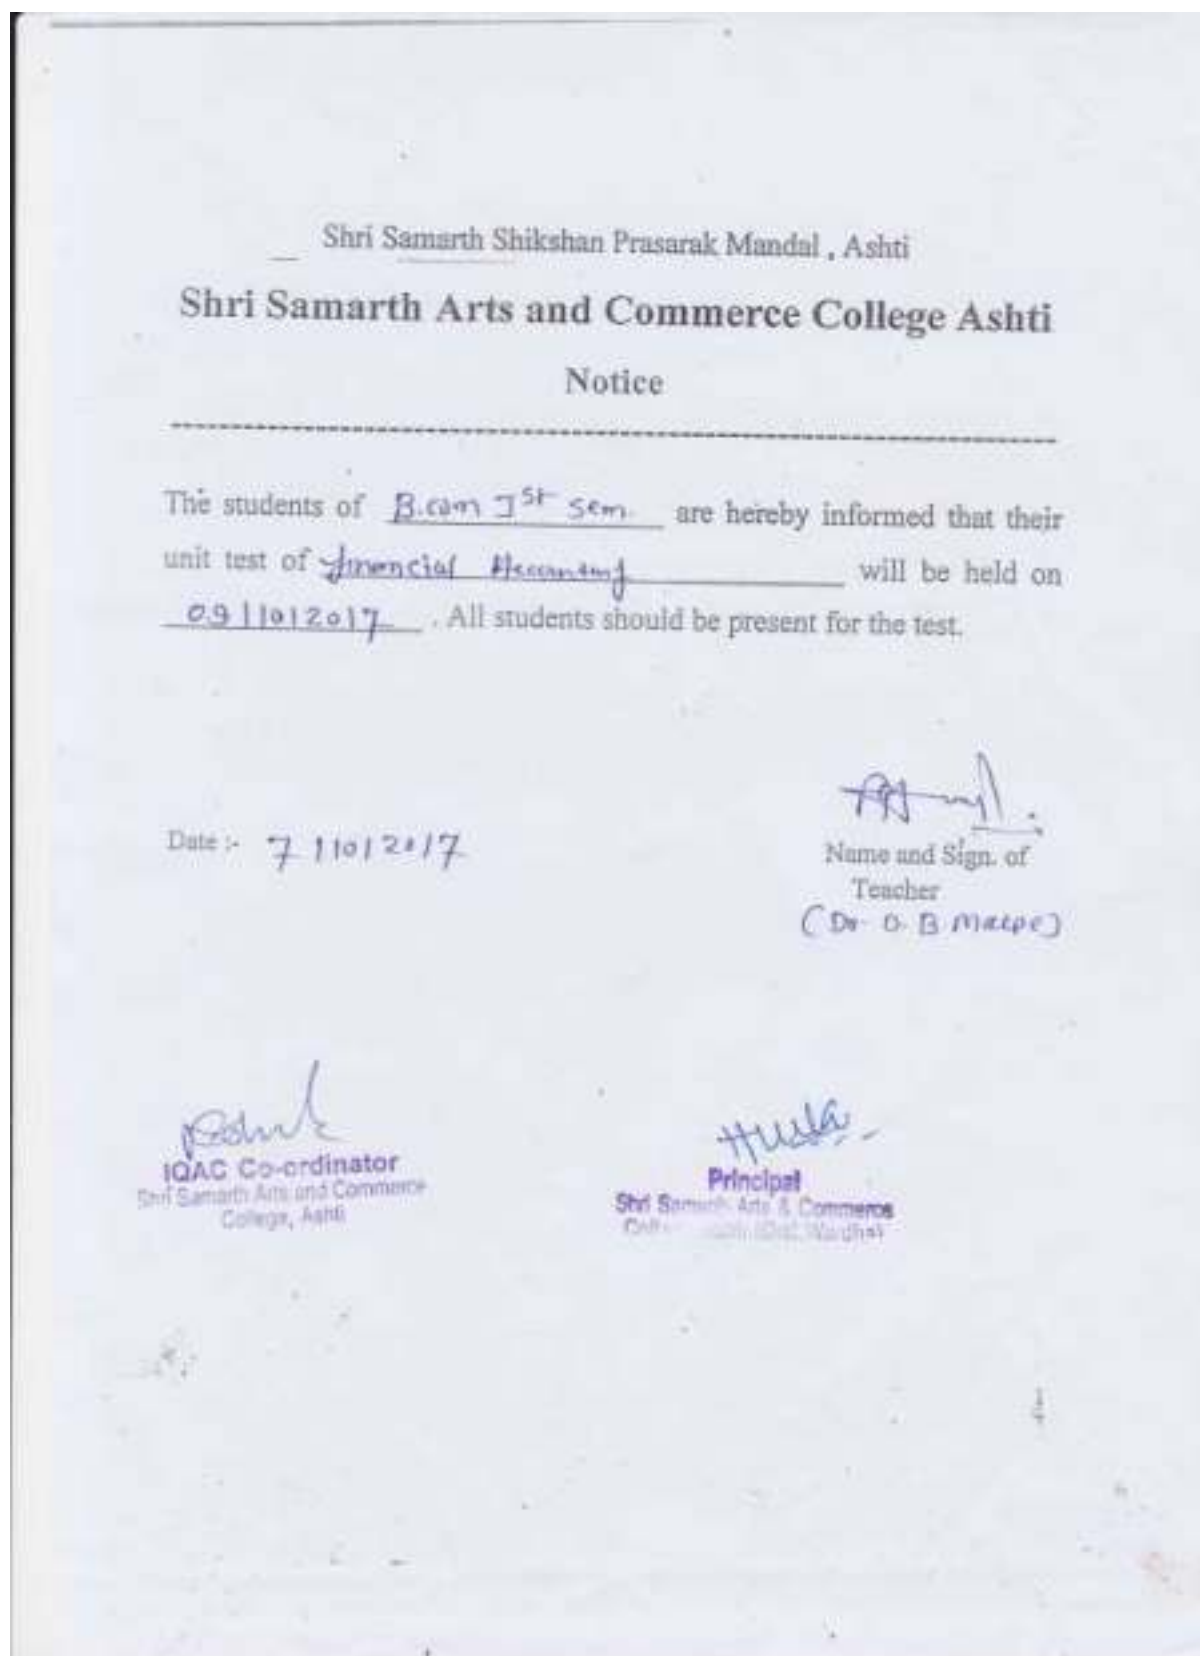 Shri Samarth Shikshan Prasarak Mandal , Ashti
Shri Samarth Arts and Commerce College Ashti
Notice
The students of B.com Ist sem. are hereby informed that their
unit test of financial Accounting will be held on
09/10/2017 . All students should be present for the test.
Date :- 7/10/2017
Name and Sign. of
Teacher
(Dr. O. B
IQAC Co-ordinator
Shri Samarth Arts and Commerce
College, Ashti
Principal
Shri Samarth Arts & Commerce
Wardha)